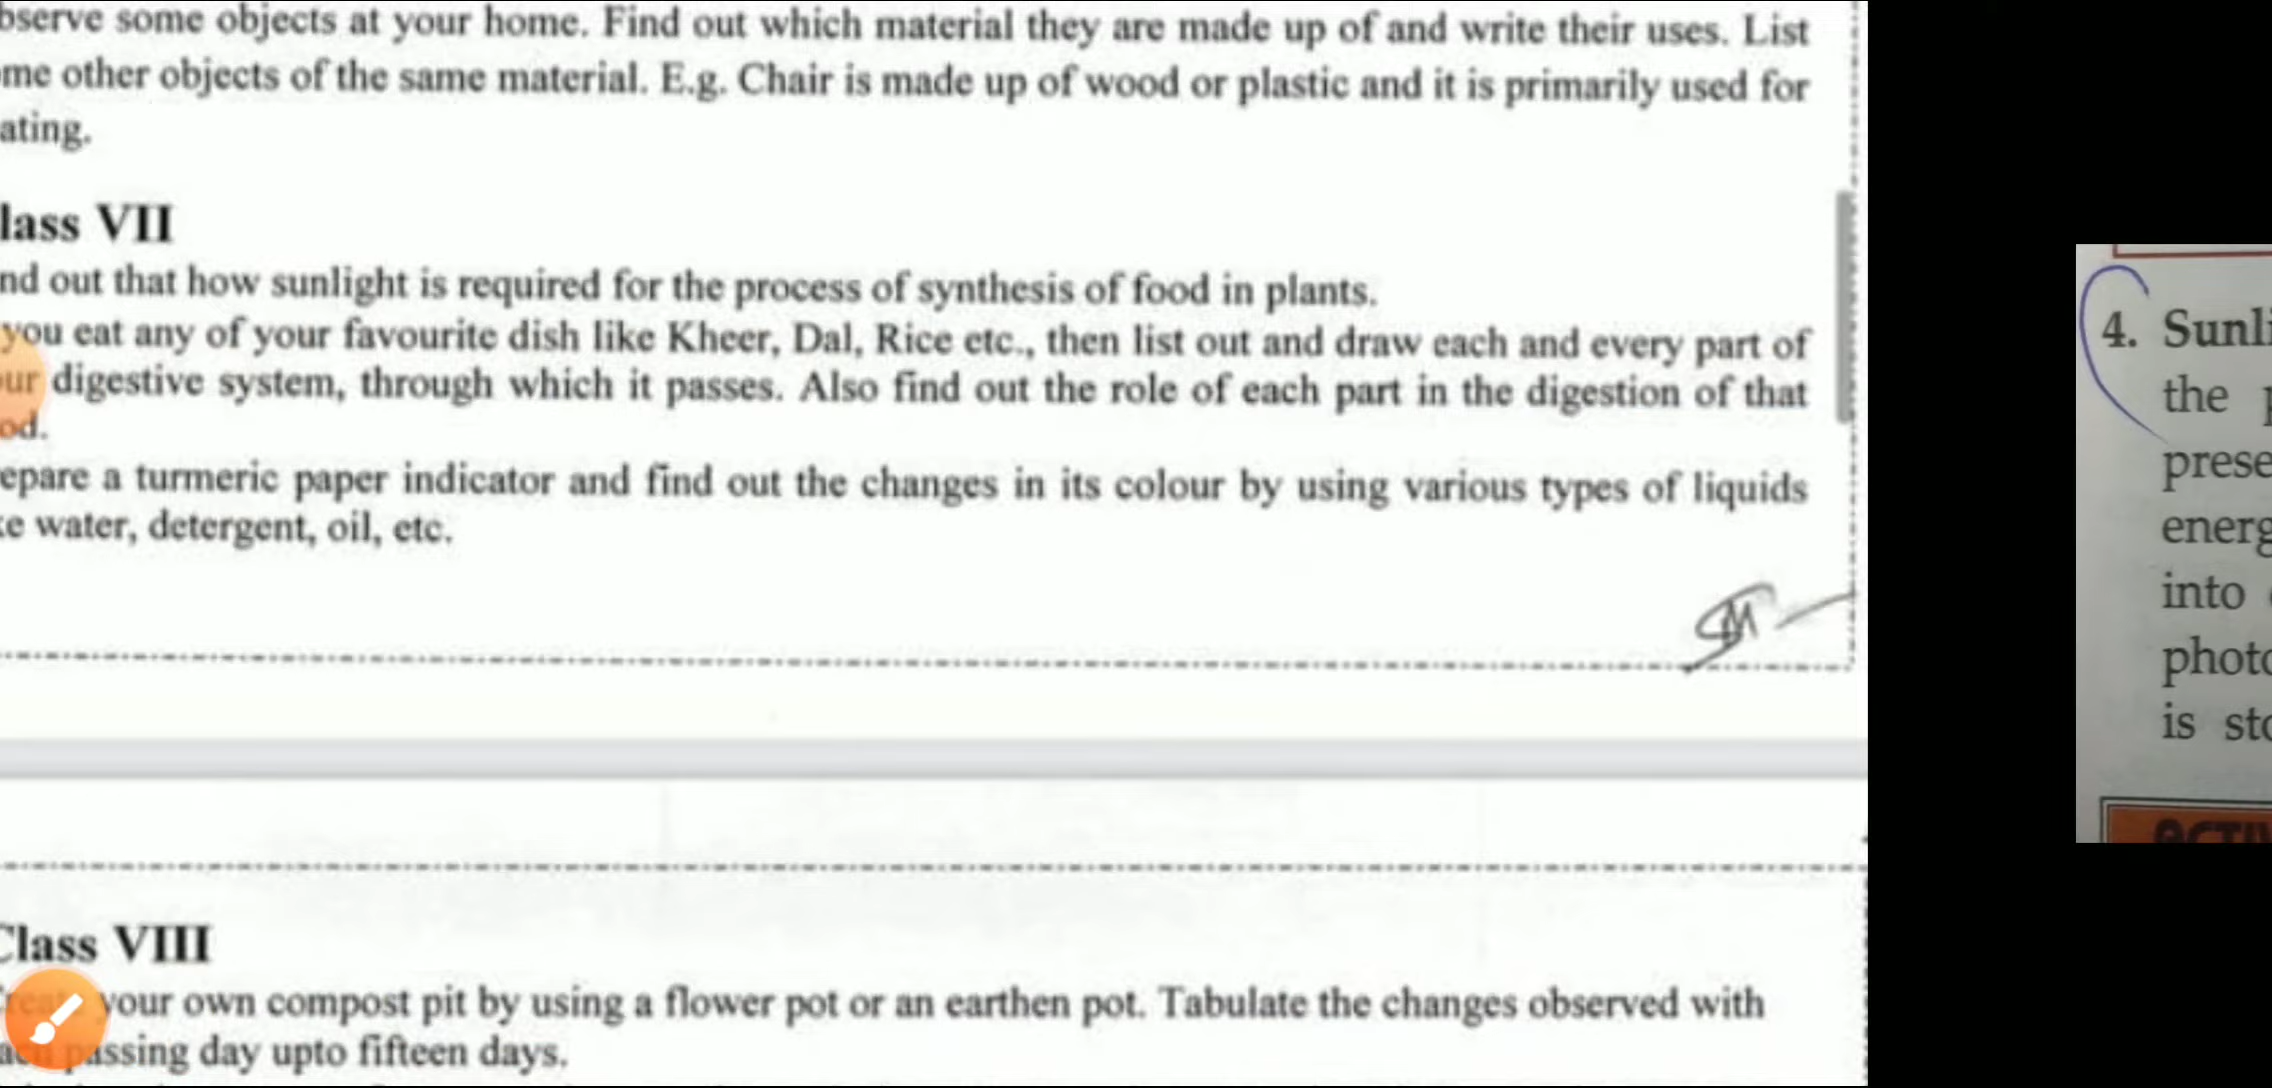 bserve some objects at your home. Find out which material they are made up of and write their uses. List
me other objects of the same material. E.g. Chair is made up of wood or plastic and it is primarily used for
ating.
lass VII
nd out that how sunlight is required for the process of synthesis of food in plants.
you eat any of your favourite dish like Kheer, Dal, Rice etc., then list out and draw each and every part of
ur digestive system, through which it passes. Also find out the role of each part in the digestion of that
od.
epare a turmeric paper indicator and find out the changes in its colour by using various types of liquids
e water, detergent, oil, etc.
SM
Class VIII
your own compost pit by using a flower pot or an earthen pot. Tabulate the changes observed with
passing day upto fifteen days.
4. Sunli
the p
prese
energ
into
photo
is sto
ACTIV